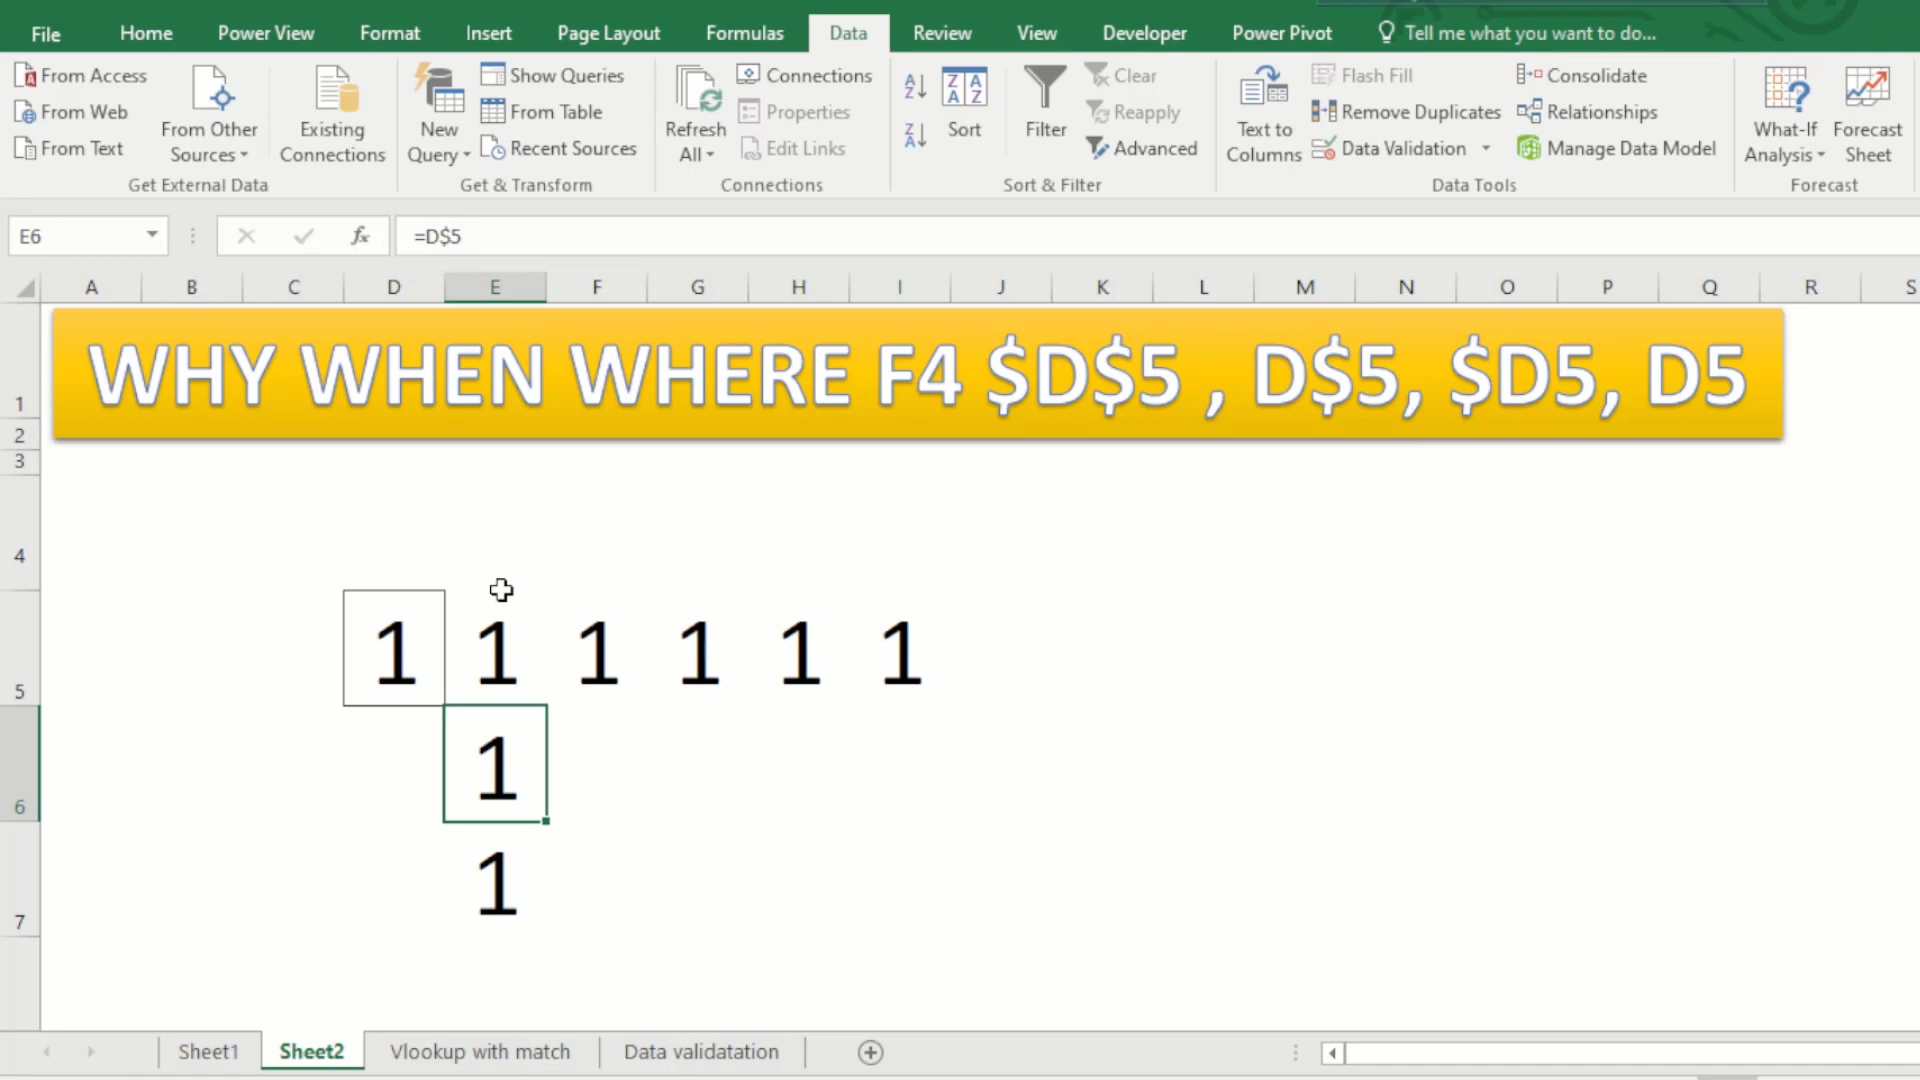 File Home Power View Format Insert Page Layout Formulas Data Review View Developer Power Pivot Tell me what you want to do...
From Access
From Web
From Text
From Other
Sources
Existing
Connections
Get External Data
New
Query
Show Queries
From Table
Recent Sources
Get & Transform
Refresh
All
Connections
Properties
Edit Links
Connections
A
Z
Z
A
Z A
A Z
Sort
Filter
Clear
Reapply
Advanced
Sort & Filter
Text to
Columns
Flash Fill
Remove Duplicates
Data Validation
Consolidate
Relationships
Manage Data Model
Data Tools
What-If
Analysis
Forecast
Sheet
Forecast
E6 fx =D$5
A B C D E F G H I J K L M N O P Q R S
WHY WHEN WHERE F4 $D$5 , D$5, $D5, D5
1
2
3
4
1 1 1 1 1 1
5
1
6
1
7
Sheet1 Sheet2 Vlookup with match Data validatation